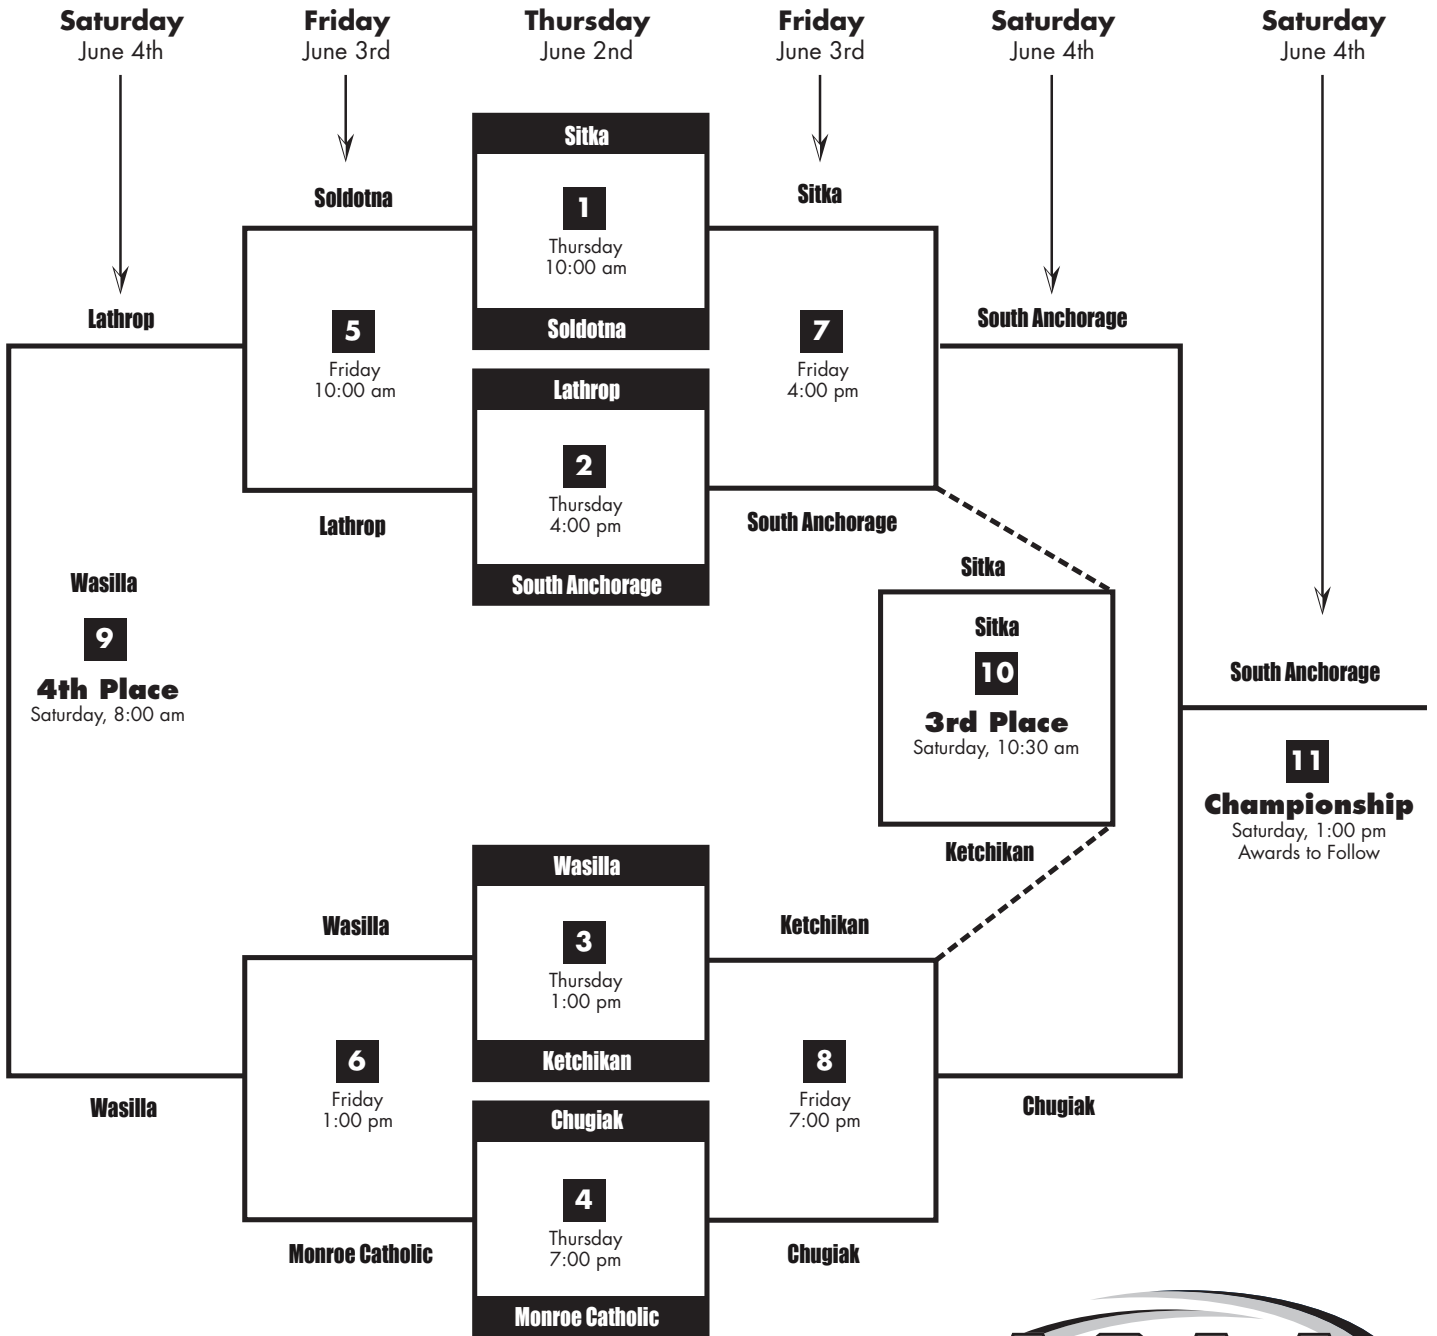 Saturday
June 4th
Friday
June 3rd
Thursday
June 2nd
Friday
June 3rd
Saturday
June 4th
Saturday
June 4th
Sitka
1
Thursday
10:00 am
Soldotna
Soldotna
Sitka
Lathrop
5
Friday
10:00 am
7
Friday
4:00 pm
South Anchorage
Lathrop
2
Thursday
4:00 pm
South Anchorage
Lathrop
South Anchorage
Wasilla
9
4th Place
Saturday, 8:00 am
Sitka
Sitka
10
3rd Place
Saturday, 10:30 am
Ketchikan
South Anchorage
11
Championship
Saturday, 1:00 pm
Awards to Follow
Wasilla
3
Thursday
1:00 pm
Ketchikan
Wasilla
Ketchikan
6
Friday
1:00 pm
8
Friday
7:00 pm
Wasilla
Chugiak
Chugiak
4
Thursday
7:00 pm
Monroe Catholic
Monroe Catholic
Chugiak